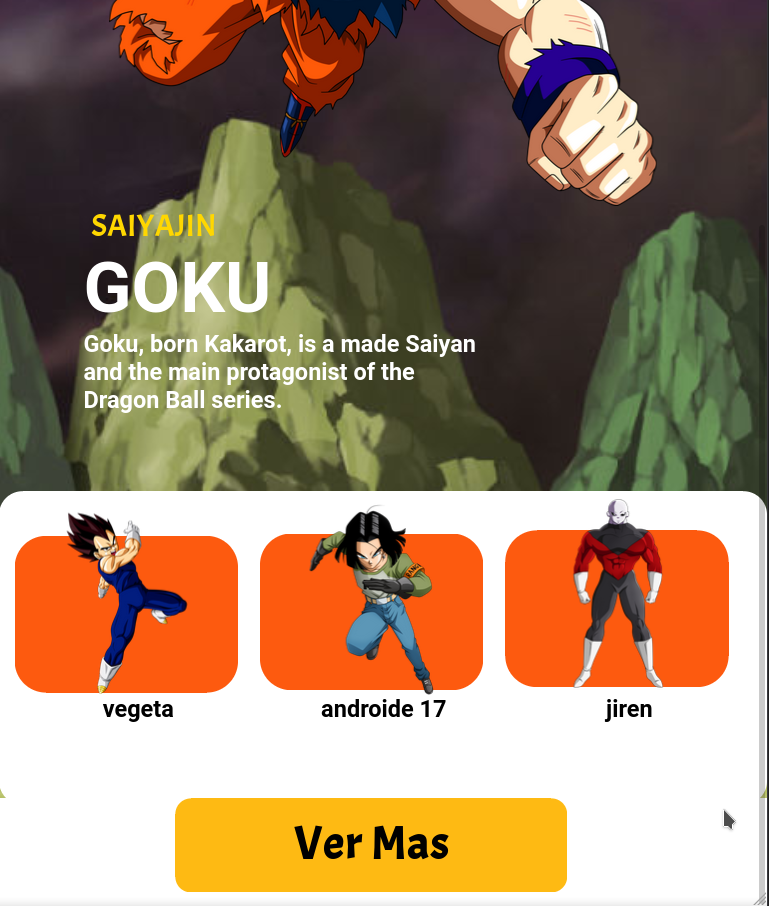 SAIYAJIN
GOKU
Goku, born Kakarot, is a made Saiyan
and the main protagonist of the
Dragon Ball series.
vegeta
androide 17
jiren
Ver Mas